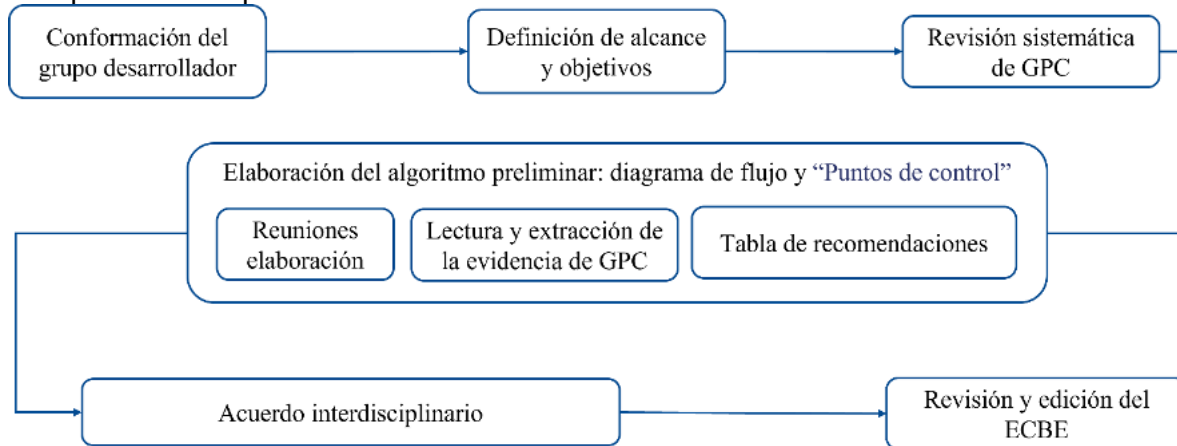 Conformación del
grupo desarrollador
Definición de alcance
y objetivos
Revisión sistemática
de GPC
Elaboración del algoritmo preliminar: diagrama de flujo y “Puntos de control”
Reuniones
elaboración
Lectura y extracción de
la evidencia de GPC
Tabla de recomendaciones
Acuerdo interdisciplinario
Revisión y edición del
ECBE